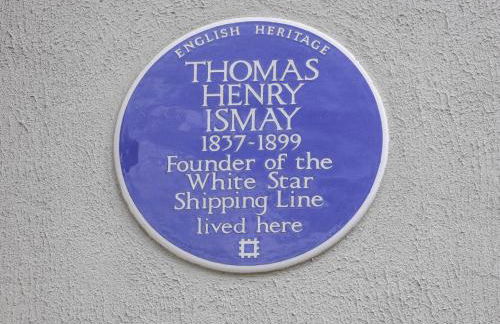 ENGLISH HERITAGE
THOMAS
HENRY
ISMAY
1837-1899
Founder of the
White Star
Shipping Line
lived here